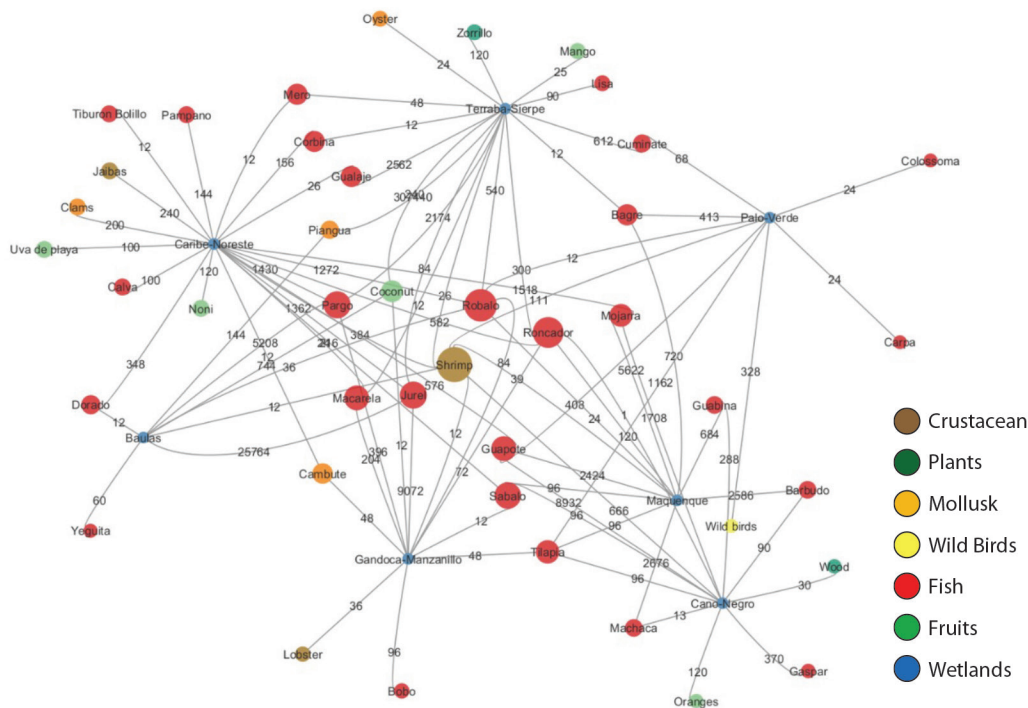 Oyster
Zorrillo
Mango
24
120
25
Lisa
90
Mero
48
Terraba-Sierpe
Tiburon Bolillo
Pampano
12
Corbina
12
612
Cuminate
68
12
156
12
2562
Colossoma
Jaibas
26
Gualaje
24
144
540
240
Clams
200
2174
Bagre
413
Palo-Verde
Piangua
Uva de playa
100
Caribe-Noreste
1430
1272
84
300
12
Calva
100
120
Coconut
1518
Noni
1362
Pargo
26
Robalo
111
12
Mojarra
384
582
Roncador
144
5208
Carpa
24
12
36
Shrimp
84
720
744
348
576
39
5622
1162
328
Dorado
12
Macarela
Jurel
408
24
1
1708
Guabina
12
Baulas
12
120
684
25764
396
204
12
Guapote
288
Cambute
72
2424
9072
Sabalo
96
8932
Maquenque
2586
Barbudo
60
Yeguita
48
12
96
666
Wild birds
96
90
Gandoca-Manzanillo
48
Tilapia
2676
Wood
96
30
36
Cano-Negro
Machaca
13
Lobster
96
370
Gaspar
120
Bobo
Oranges
Crustacean
Plants
Mollusk
Wild Birds
Fish
Fruits
Wetlands